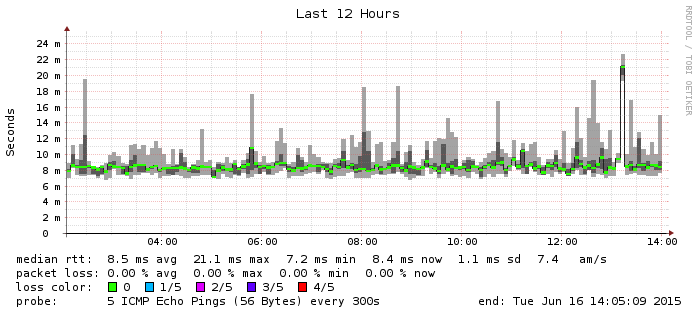 Last 12 Hours
RRDTOOL / TOBI OETIKER
Seconds
24 m
22 m
20 m
18 m
16 m
14 m
12 m
10 m
8 m
6 m
4 m
2 m
0
04:00 06:00 08:00 10:00 12:00 14:00
median rtt: 8.5 ms avg 21.1 ms max 7.2 ms min 8.4 ms now 1.1 ms sd 7.4 am/s
packet loss: 0.00 % avg 0.00 % max 0.00 % min 0.00 % now
loss color: 0 1/5 2/5 3/5 4/5
probe: 5 ICMP Echo Pings (56 Bytes) every 300s end: Tue Jun 16 14:05:09 2015